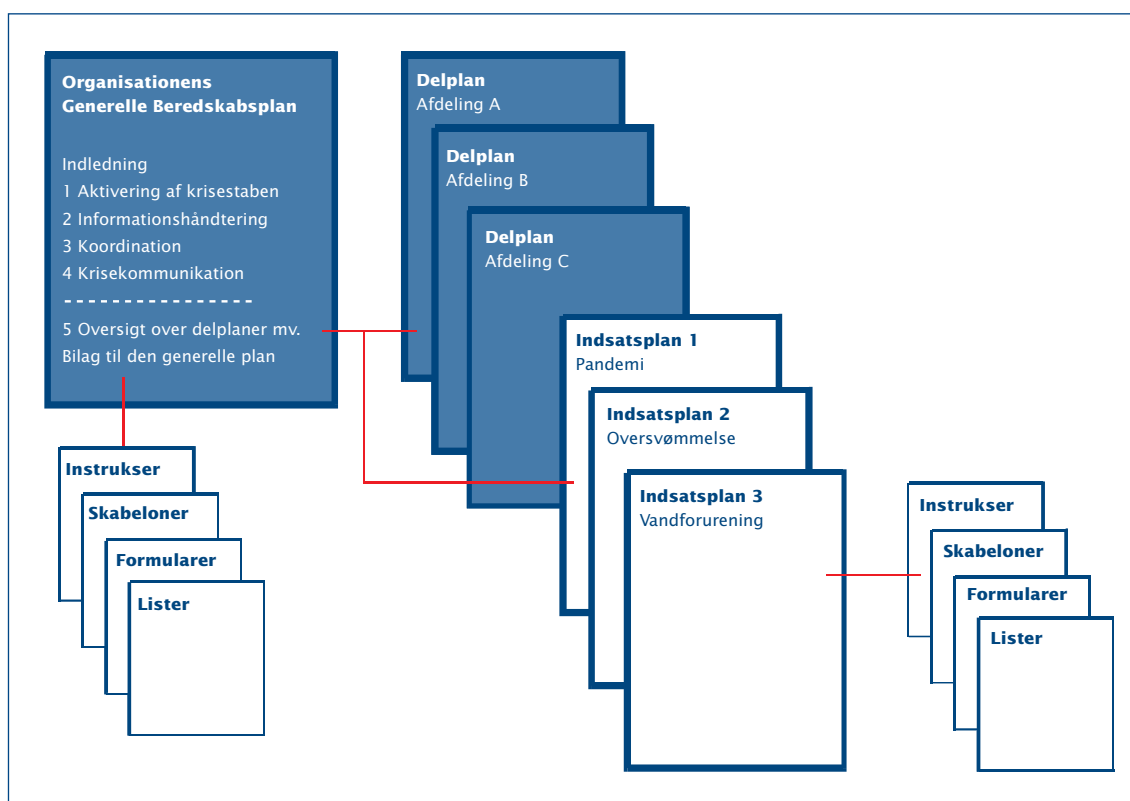 Organisationens
Generelle Beredskabsplan
Indledning
1 Aktivering af krisestaben
2 Informationshåndtering
3 Koordination
4 Krisekommunikation
----------------
5 Oversigt over delplaner mv.
Bilag til den generelle plan
Instrukser
Skabeloner
Formularer
Lister
Delplan
Afdeling A
Delplan
Afdeling B
Delplan
Afdeling C
Indsatsplan 1
Pandemi
Indsatsplan 2
Oversvømmelse
Indsatsplan 3
Vandforurening
Instrukser
Skabeloner
Formularer
Lister